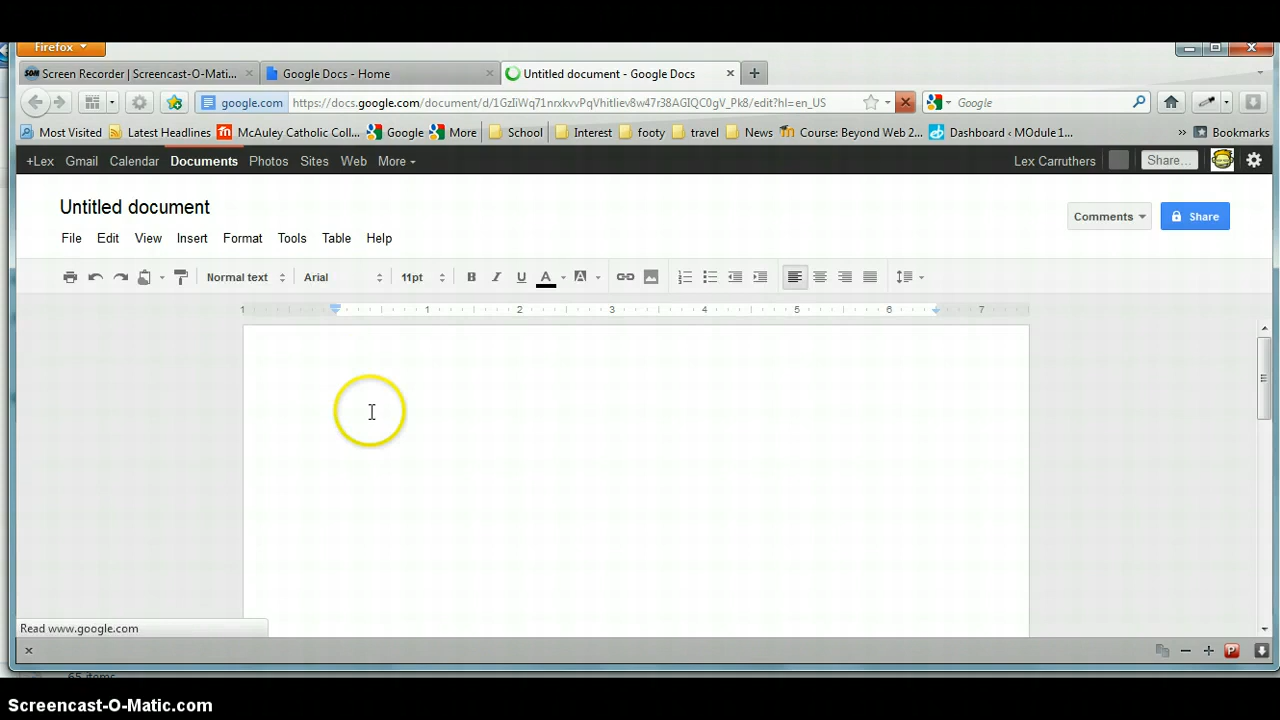 Firefox
Screen Recorder | Screencast-O-Mati...
Google Docs - Home
Untitled document - Google Docs
google.com
https://docs.google.com/document/d/1GzIiWq71mxkvvPqVhitliev8w47r38AGIQC0gV_Pk8/edit?hl=en_US
Google
Most Visited
Latest Headlines
McAuley Catholic Coll...
Google
More
School
Interest
footy
travel
News
Course: Beyond Web 2...
Dashboard ‹ MOdule 1...
»
Bookmarks
+Lex
Gmail
Calendar
Documents
Photos
Sites
Web
More
Lex Carruthers
Share...
Untitled document
Comments
Share
File
Edit
View
Insert
Format
Tools
Table
Help
Normal text
Arial
11pt
B
I
U
A
A
1 1 2 3 4 5 6 7
Read www.google.com
65 items
Screencast-O-Matic.com